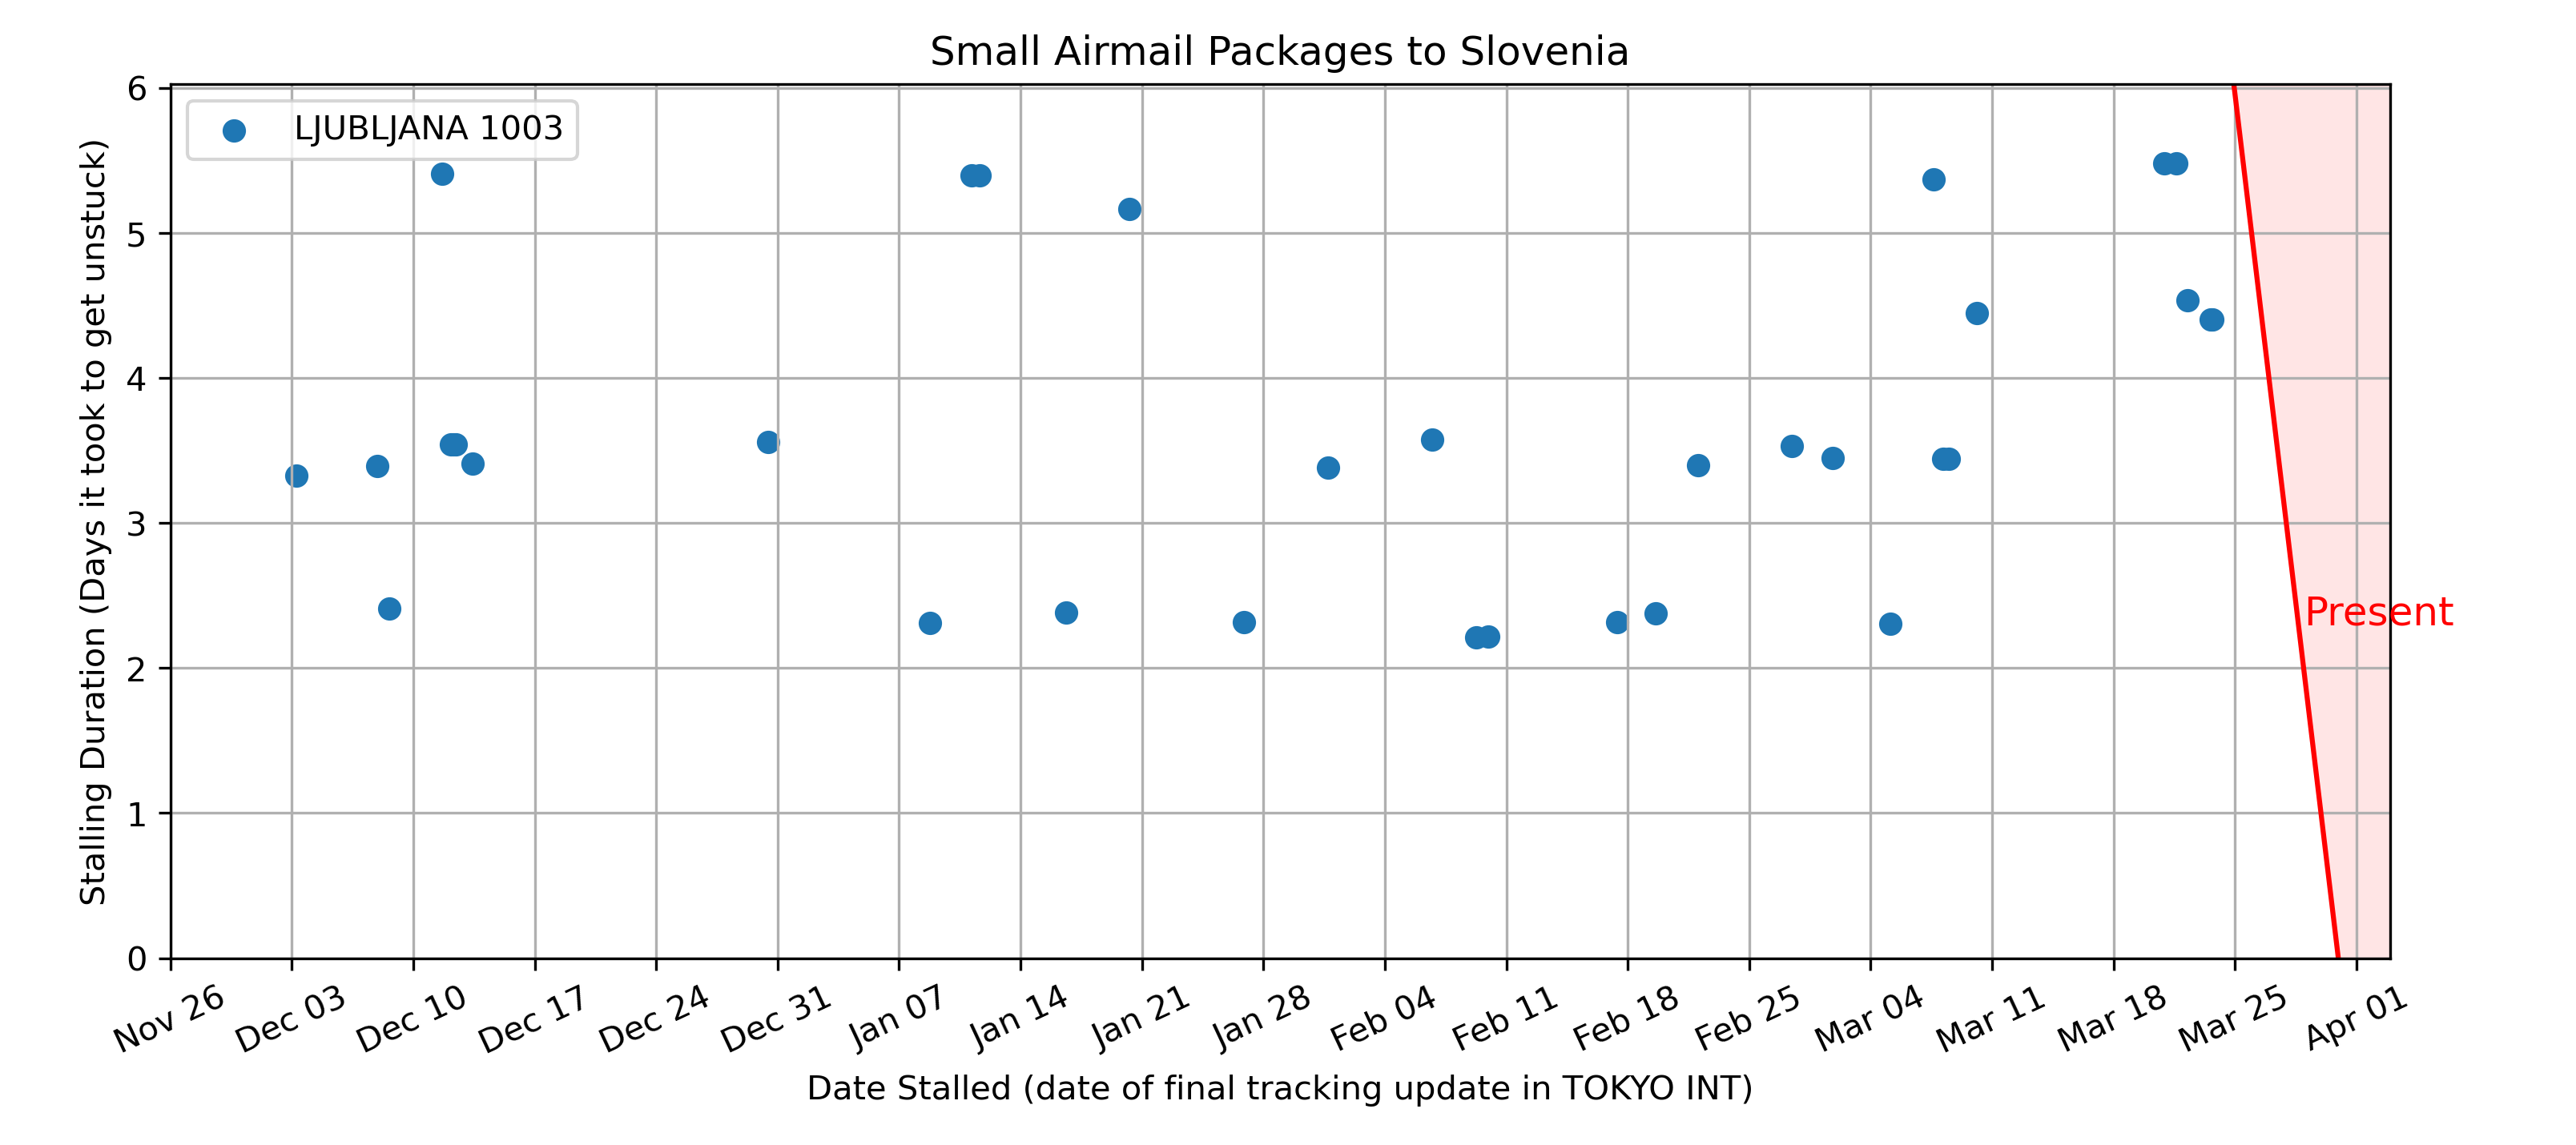 Small Airmail Packages to Slovenia
LJUBLJANA 1003
Stalling Duration (Days it took to get unstuck)
6
5
4
3
2
1
0
Present
Nov 26
Dec 03
Dec 10
Dec 17
Dec 24
Dec 31
Jan 07
Jan 14
Jan 21
Jan 28
Feb 04
Feb 11
Feb 18
Feb 25
Mar 04
Mar 11
Mar 18
Mar 25
Apr 01
Date Stalled (date of final tracking update in TOKYO INT)